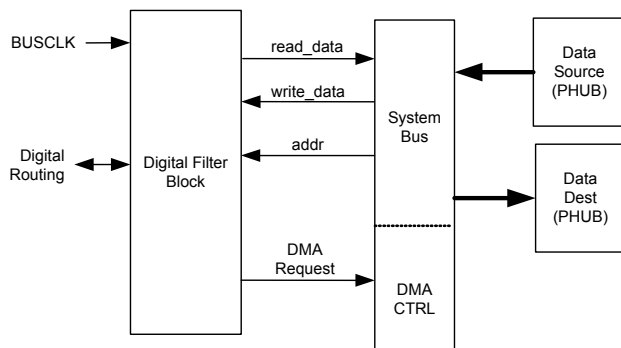 BUSCLK
Digital
Routing
Digital Filter
Block
read_data
write_data
addr
DMA
Request
System
Bus
DMA
CTRL
Data
Source
(PHUB)
Data
Dest
(PHUB)